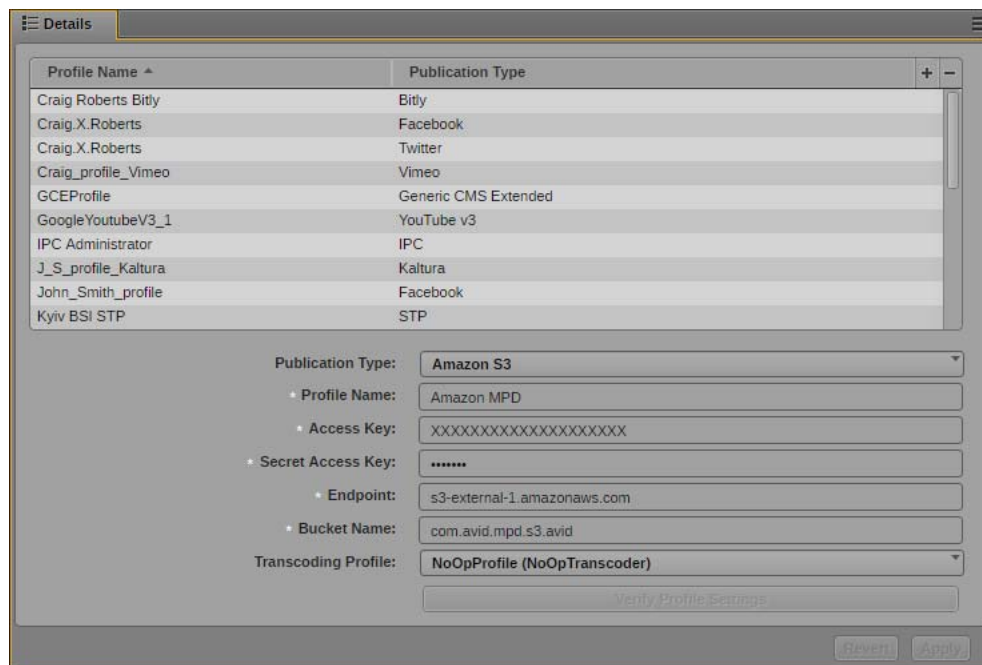 Details
Profile Name Publication Type + −
Craig Roberts Bitly Bitly
Craig.X.Roberts Facebook
Craig.X.Roberts Twitter
Craig_profile_Vimeo Vimeo
GCEProfile Generic CMS Extended
GoogleYoutubeV3_1 YouTube v3
IPC Administrator IPC
J_S_profile_Kaltura Kaltura
John_Smith_profile Facebook
Kyiv BSI STP STP
Publication Type: Amazon S3
* Profile Name: Amazon MPD
* Access Key: XXXXXXXXXXXXXXXXXXXX
* Secret Access Key: •••••••
* Endpoint: s3-external-1.amazonaws.com
* Bucket Name: com.avid.mpd.s3.avid
Transcoding Profile: NoOpProfile (NoOpTranscoder)
Verify Profile Settings
Revert Apply